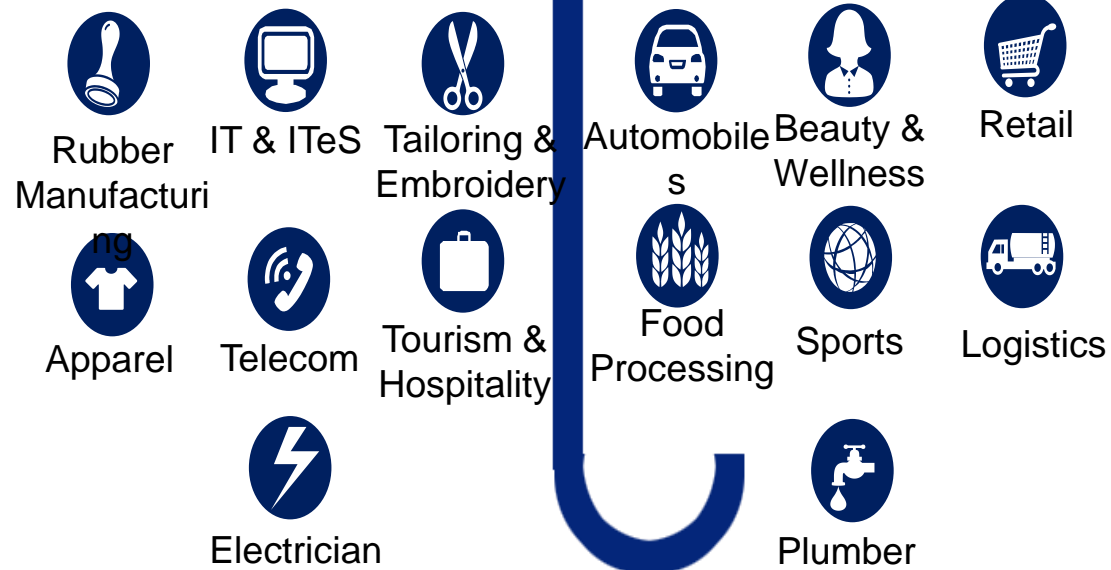 Rubber
Manufacturi
ng
IT & ITeS
Tailoring &
Embroidery
Automobile
s
Beauty &
Wellness
Retail
Apparel
Telecom
Tourism &
Hospitality
Food
Processing
Sports
Logistics
Electrician
Plumber